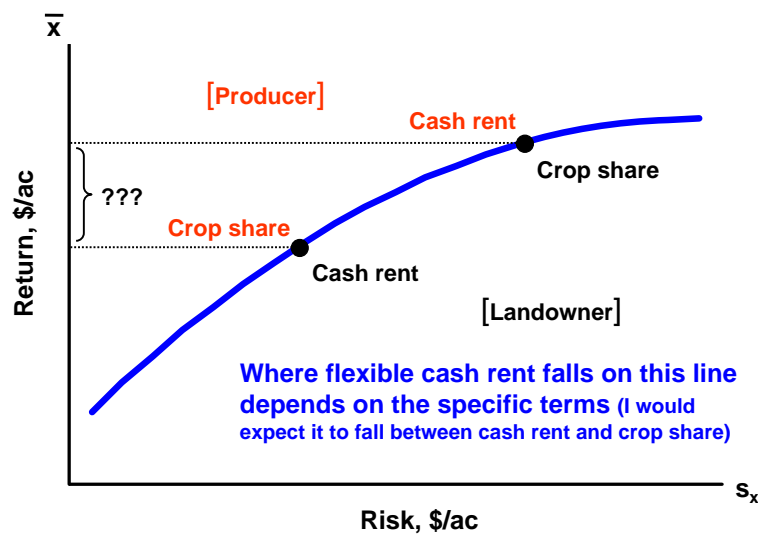 x̅
[Producer]
Cash rent
Crop share
???
Crop share
Cash rent
Return, $/ac
[Landowner]
Where flexible cash rent falls on this line
depends on the specific terms (I would
expect it to fall between cash rent and crop share)
sₓ
Risk, $/ac